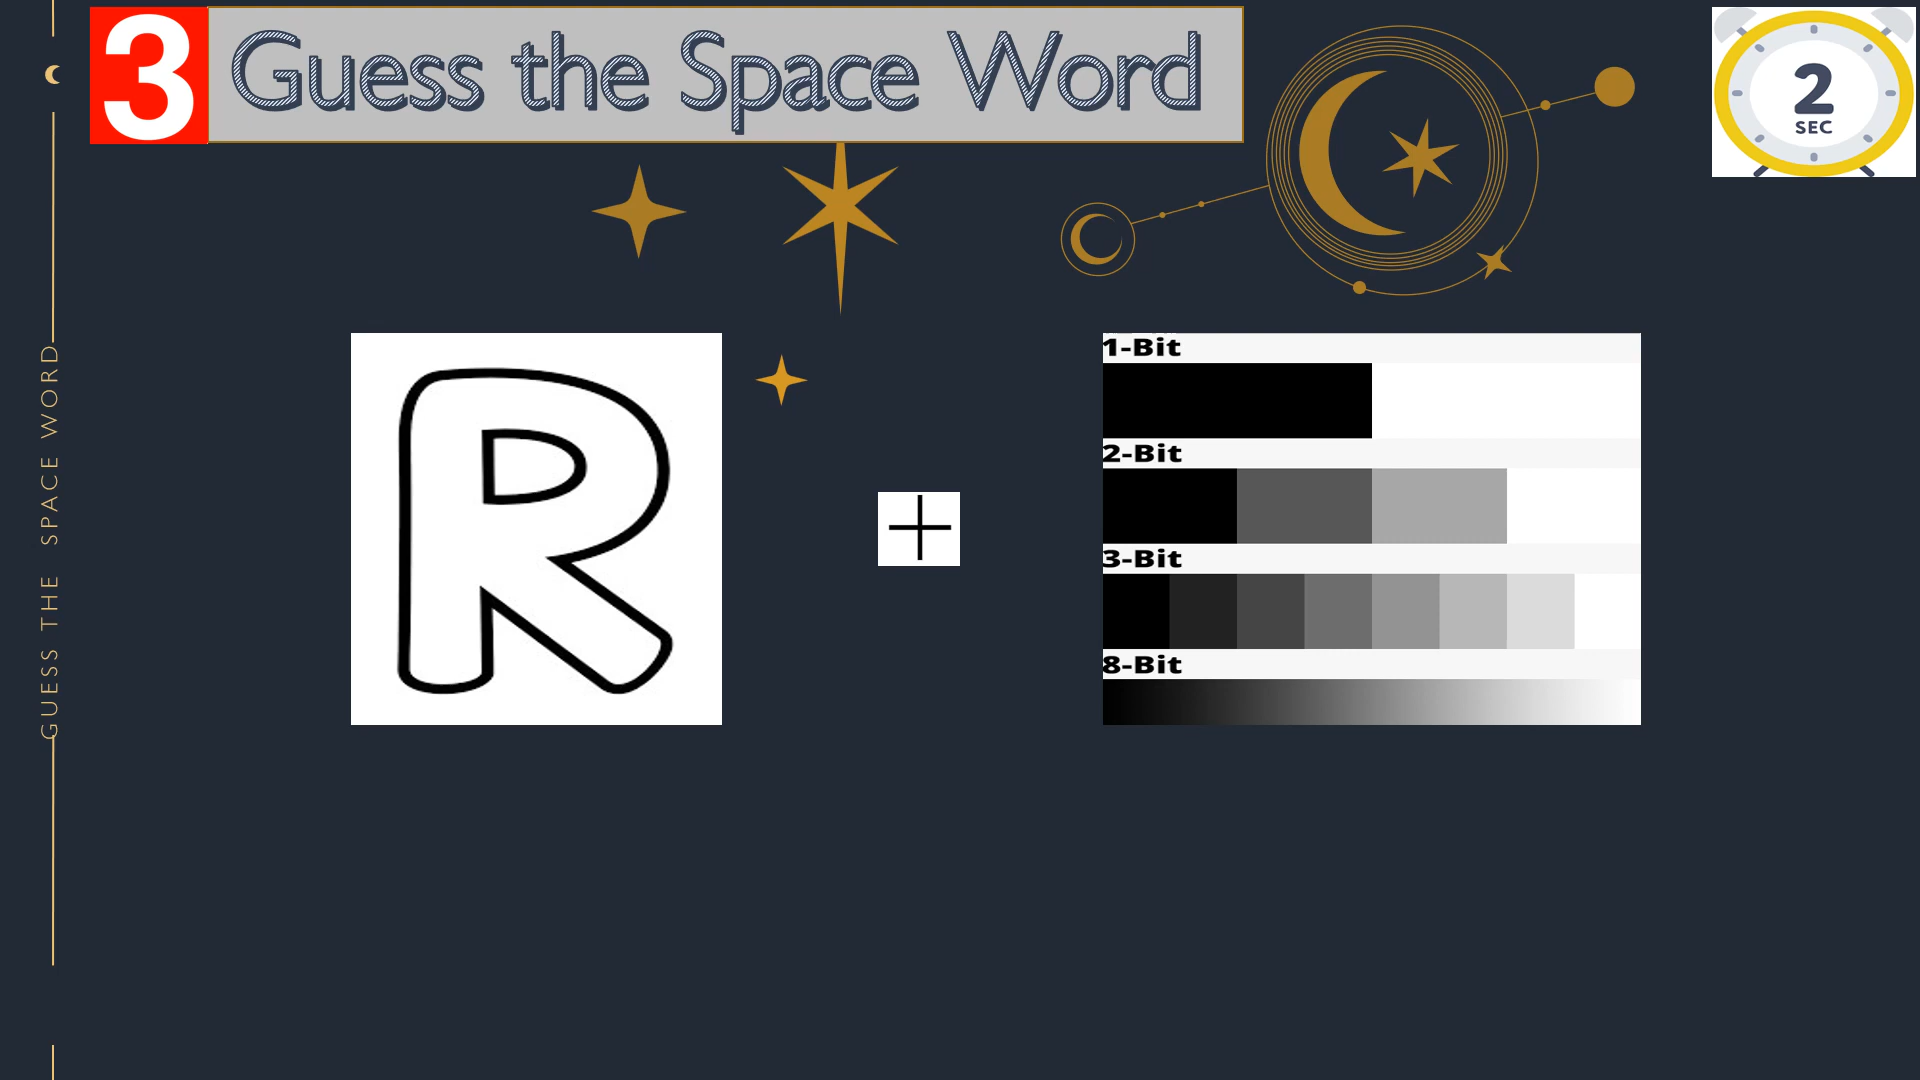 3
Guess the Space Word
2
SEC
GUESS THE SPACE WORD
R
+
1-Bit
2-Bit
3-Bit
8-Bit